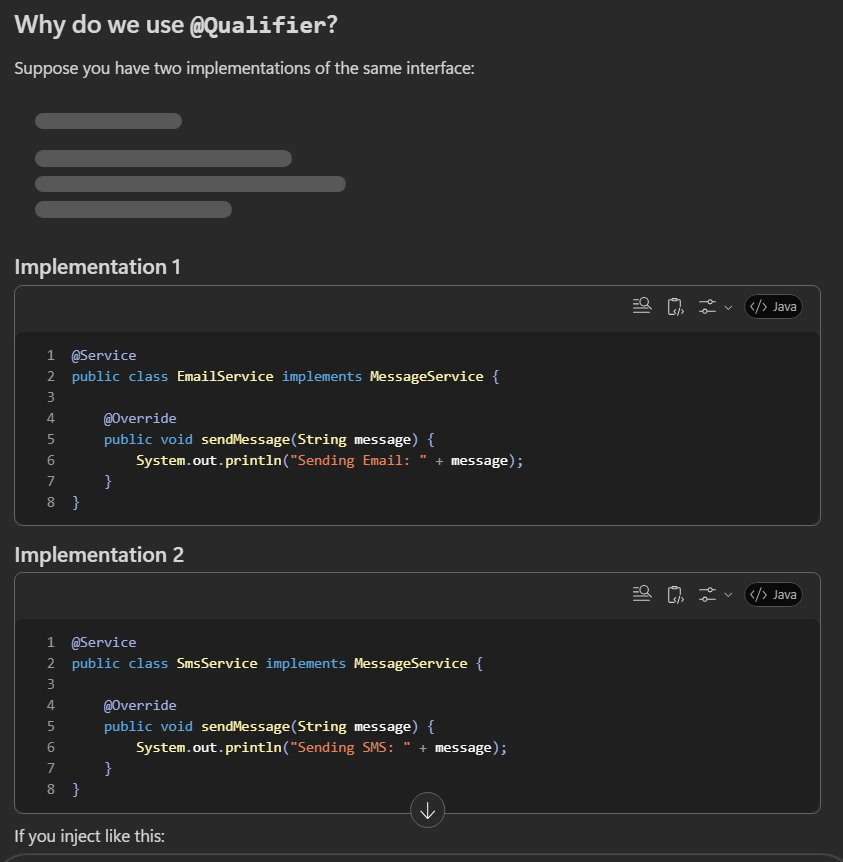 Why do we use @Qualifier?
Suppose you have two implementations of the same interface:
Implementation 1
</> Java
1 @Service
2 public class EmailService implements MessageService {
3
4     @Override
5     public void sendMessage(String message) {
6         System.out.println("Sending Email: " + message);
7     }
8 }
Implementation 2
</> Java
1 @Service
2 public class SmsService implements MessageService {
3
4     @Override
5     public void sendMessage(String message) {
6         System.out.println("Sending SMS: " + message);
7     }
8 }
If you inject like this: